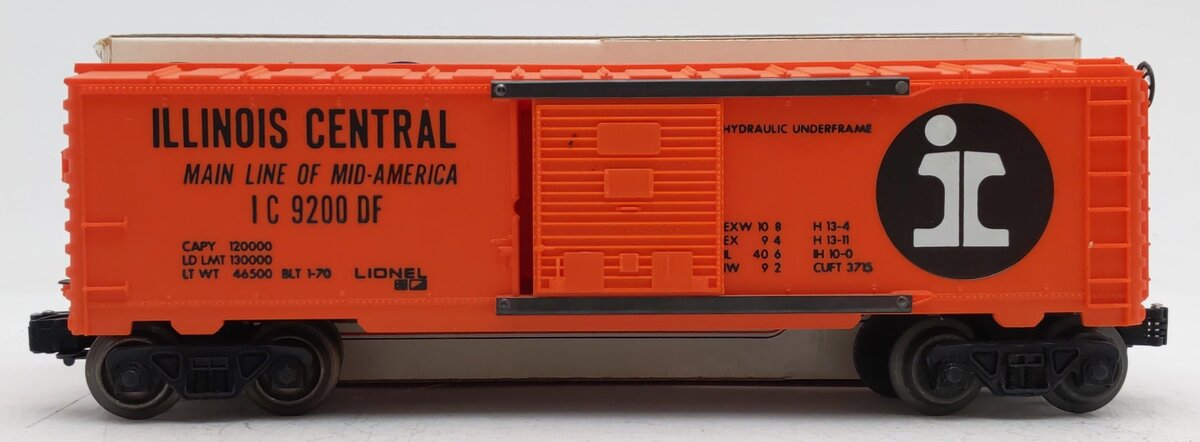 ILLINOIS CENTRAL
MAIN LINE OF MID-AMERICA
IC 9200 DF
CAPY 120000
LD LMT 130000
LT WT 46500 BLT 1-70
LIONEL
HYDRAULIC UNDERFRAME
EXW 10 8 H 13-4
EX 9 4 H 13-11
40 6 IH 10-0
9 2 CUFT 3715
i